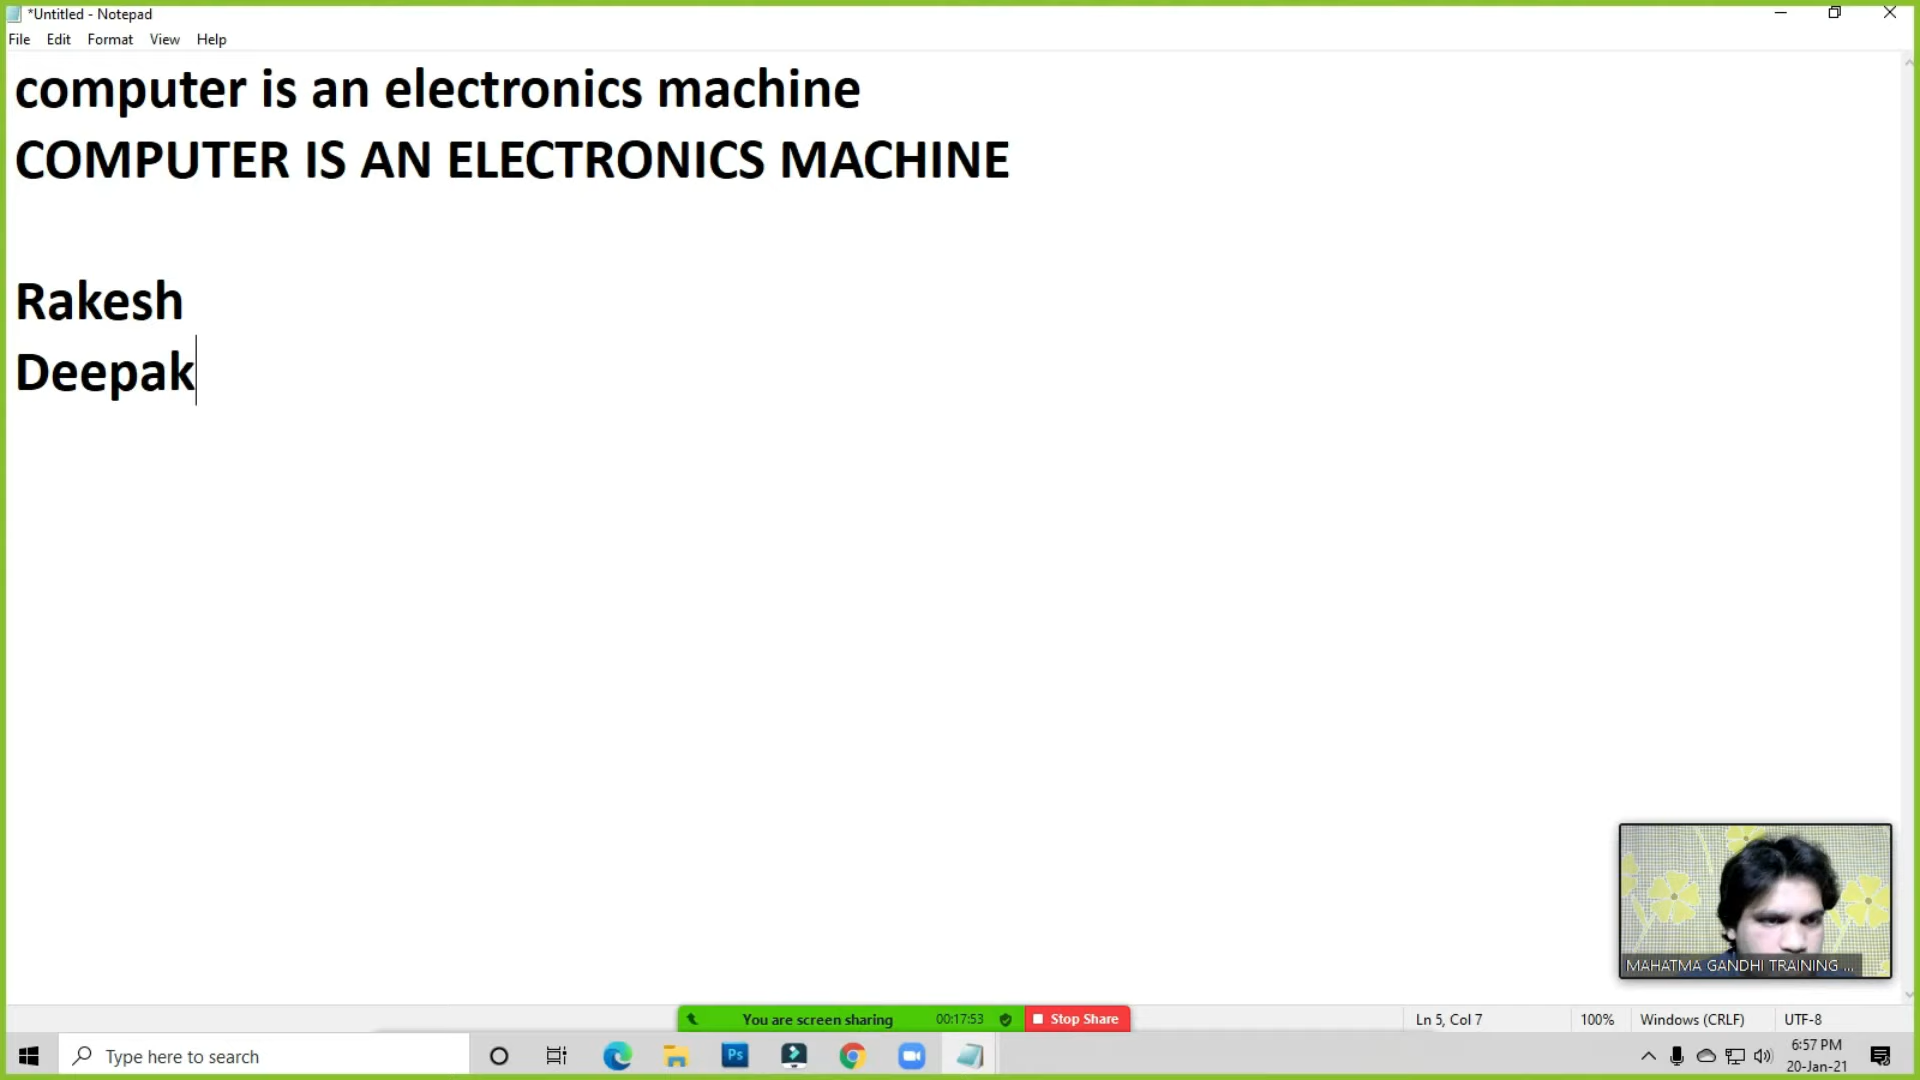 *Untitled - Notepad
File Edit Format View Help
computer is an electronics machine
COMPUTER IS AN ELECTRONICS MACHINE
Rakesh
Deepak
MAHATMA GANDHI TRAINING ...
You are screen sharing 00:17:53 Stop Share
Ln 5, Col 7 100% Windows (CRLF) UTF-8
Type here to search
Ps
6:57 PM
20-Jan-21